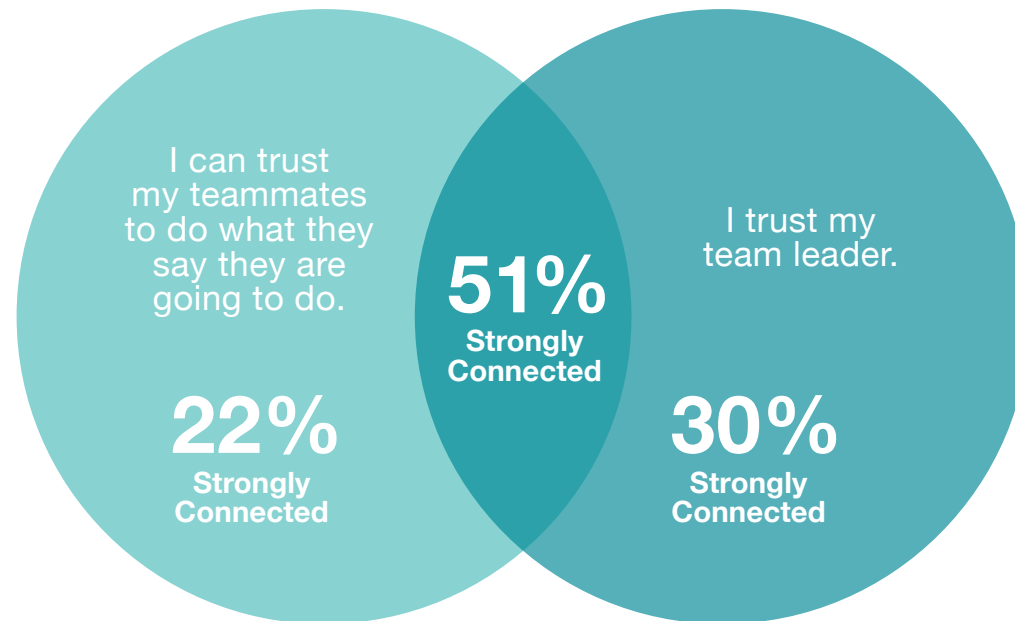 I can trust
my teammates
to do what they
say they are
going to do.
22%
Strongly
Connected
51%
Strongly
Connected
I trust my
team leader.
30%
Strongly
Connected